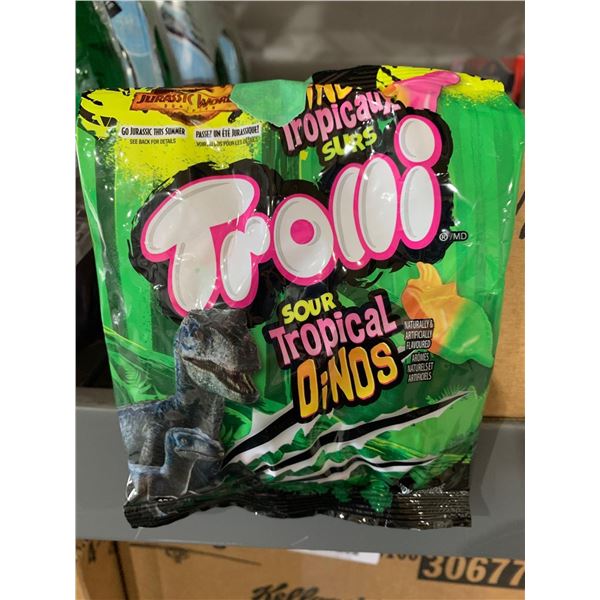 JURASSIC WORLD
GO JURASSIC THIS SUMMER
SEE BACK FOR DETAILS
PASSEZ UN ÉTÉ JURASSIQUE!
Tropicaux
SURS
Trolli
®/MD
SOUR
Tropical
DiNOS
NATURALLY &
ARTIFICIALLY
FLAVOURED
ARÔMES
NATURELS ET
ARTIFICIELS
30677